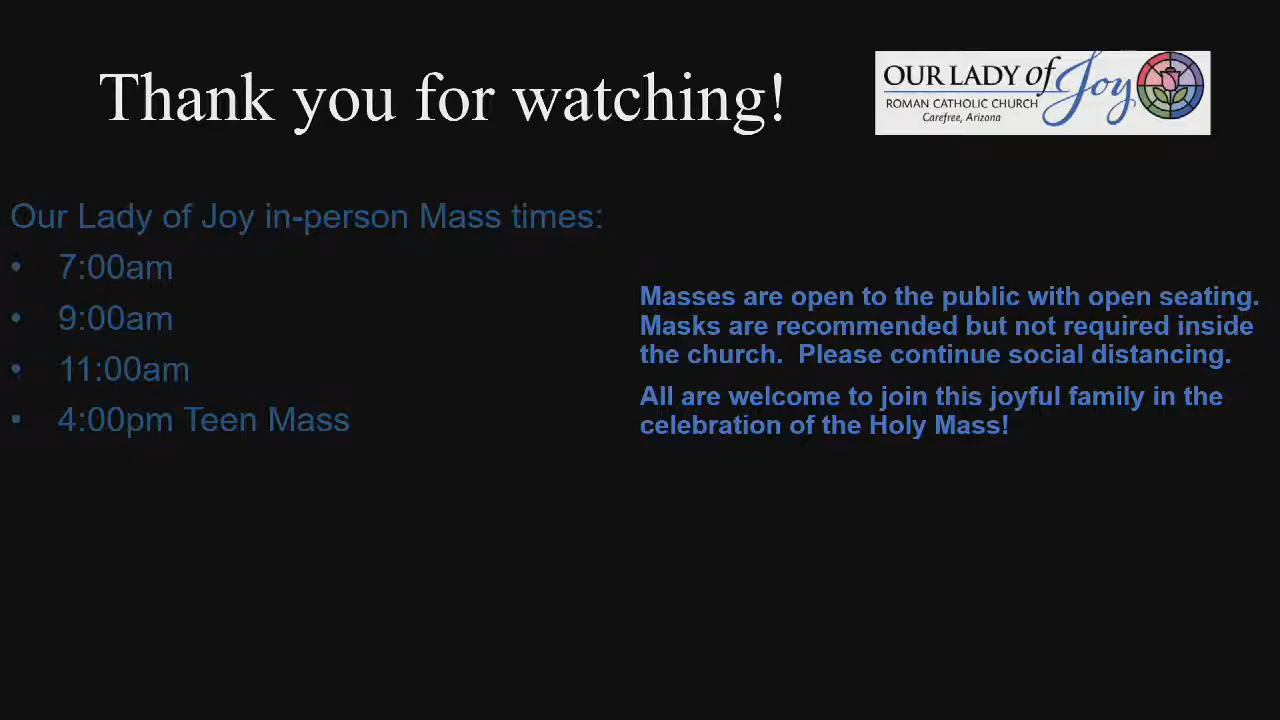 Thank you for watching!
OUR LADY of Joy
ROMAN CATHOLIC CHURCH
Carefree, Arizona
Our Lady of Joy in-person Mass times:
• 7:00am
• 9:00am
• 11:00am
• 4:00pm Teen Mass
Masses are open to the public with open seating.
Masks are recommended but not required inside
the church.  Please continue social distancing.
All are welcome to join this joyful family in the
celebration of the Holy Mass!